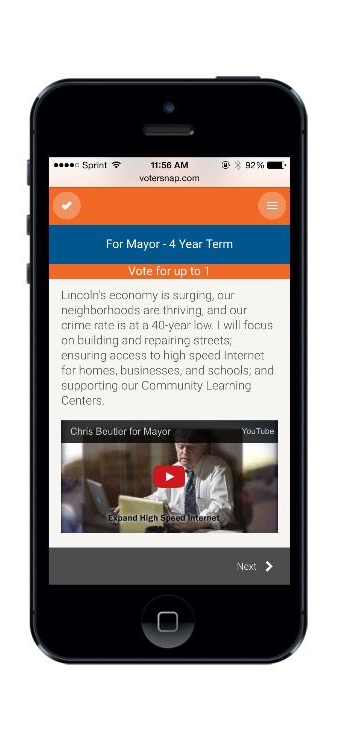 Sprint 11:56 AM 92%
votersnap.com
For Mayor - 4 Year Term
Vote for up to 1
Lincoln's economy is surging, our
neighborhoods are thriving, and our
crime rate is at a 40-year low. I will focus
on building and repairing streets;
ensuring access to high speed Internet
for homes, businesses, and schools; and
supporting our Community Learning
Centers.
Chris Beutler for Mayor YouTube
Expand High Speed Internet
Next